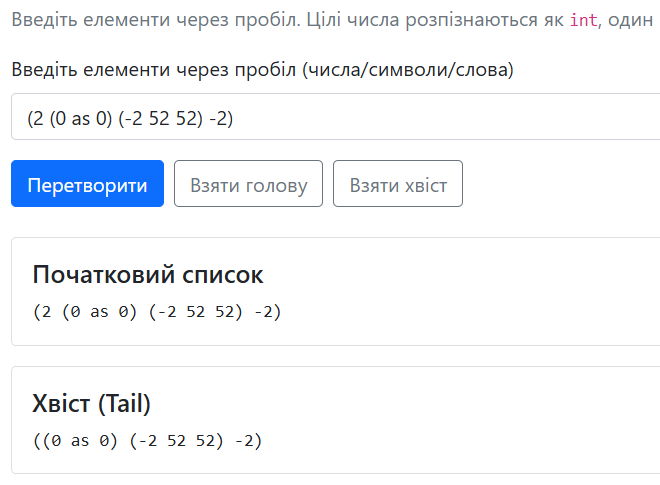 Введіть елементи через пробіл. Цілі числа розпізнаються як int, один
Введіть елементи через пробіл (числа/символи/слова)
(2 (0 as 0) (-2 52 52) -2)
Перетворити Взяти голову Взяти хвіст
Початковий список
(2 (0 as 0) (-2 52 52) -2)
Хвіст (Tail)
((0 as 0) (-2 52 52) -2)